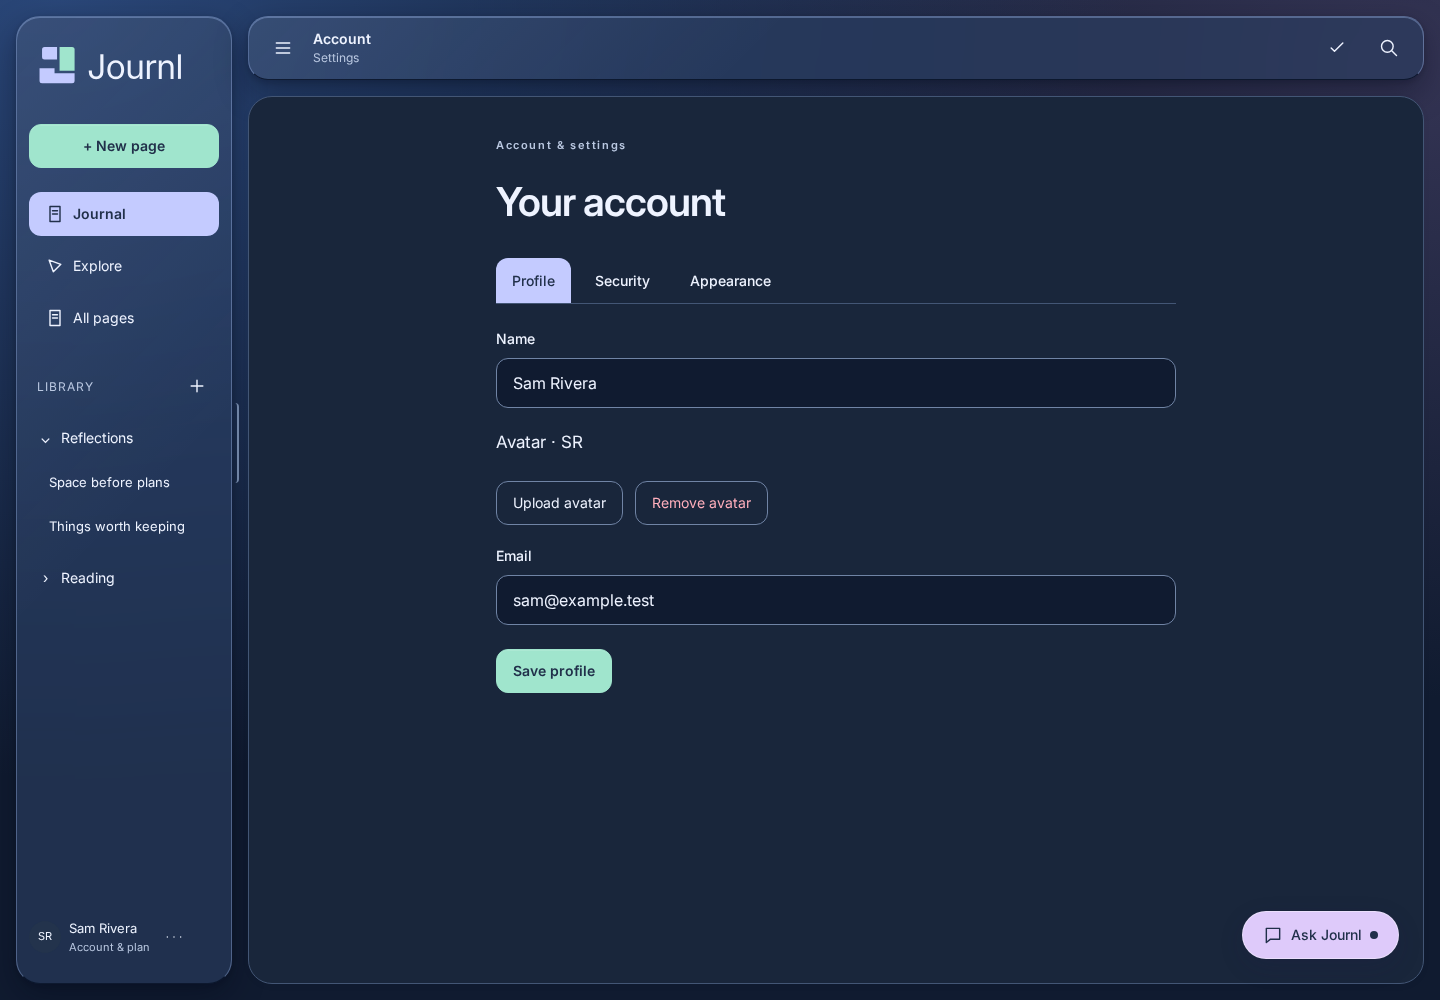 Journl
+ New page
Journal
Explore
All pages
LIBRARY
Reflections
Space before plans
Things worth keeping
Reading
SR
Sam Rivera
Account & plan
...
Account
Settings
Account & settings
Your account
Profile Security Appearance
Name
Sam Rivera
Avatar · SR
Upload avatar Remove avatar
Email
sam@example.test
Save profile
Ask Journl